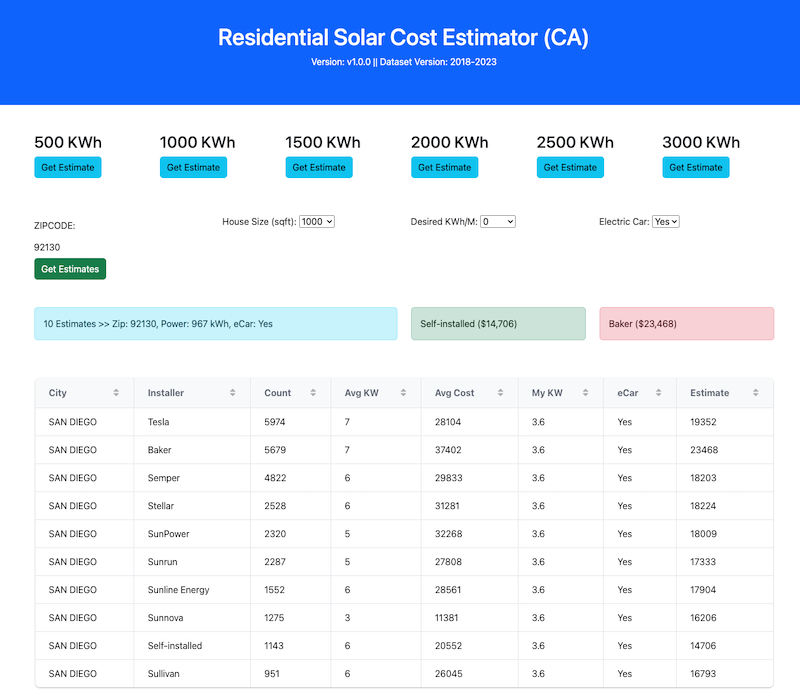 Residential Solar Cost Estimator (CA)
Version: v1.0.0 || Dataset Version: 2018-2023
500 KWh 1000 KWh 1500 KWh 2000 KWh 2500 KWh 3000 KWh
Get Estimate Get Estimate Get Estimate Get Estimate Get Estimate Get Estimate
ZIPCODE: House Size (sqft): 1000 Desired KWh/M: 0 Electric Car: Yes
92130
Get Estimates
10 Estimates >> Zip: 92130, Power: 967 kWh, eCar: Yes Self-installed ($14,706) Baker ($23,468)
City Installer Count Avg KW Avg Cost My KW eCar Estimate
SAN DIEGO Tesla 5974 7 28104 3.6 Yes 19352
SAN DIEGO Baker 5679 7 37402 3.6 Yes 23468
SAN DIEGO Semper 4822 6 29833 3.6 Yes 18203
SAN DIEGO Stellar 2528 6 31281 3.6 Yes 18224
SAN DIEGO SunPower 2320 5 32268 3.6 Yes 18009
SAN DIEGO Sunrun 2287 5 27808 3.6 Yes 17333
SAN DIEGO Sunline Energy 1552 6 28561 3.6 Yes 17904
SAN DIEGO Sunnova 1275 3 11381 3.6 Yes 16206
SAN DIEGO Self-installed 1143 6 20552 3.6 Yes 14706
SAN DIEGO Sullivan 951 6 26045 3.6 Yes 16793